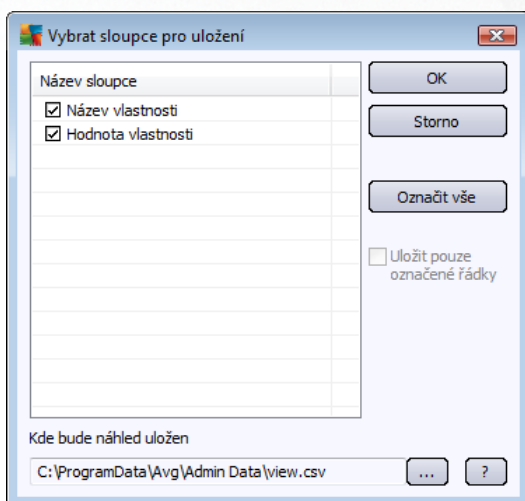 Vybrat sloupce pro uložení
Název sloupce
Název vlastnosti
Hodnota vlastnosti
OK
Storno
Označit vše
Uložit pouze
označené řádky
Kde bude náhled uložen
C:\ProgramData\Avg\Admin Data\view.csv
...
?